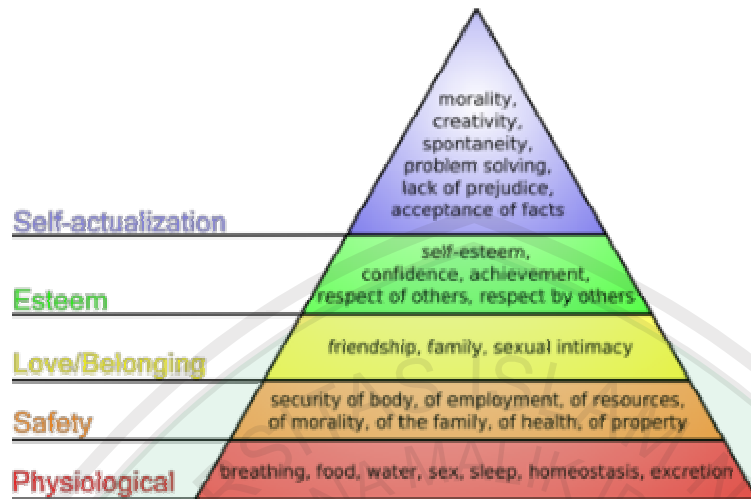 morality,
creativity,
spontaneity,
problem solving,
lack of prejudice,
acceptance of facts
Self-actualization
self-esteem,
confidence, achievement,
respect of others, respect by others
Esteem
friendship, family, sexual intimacy
Love/Belonging
security of body, of employment, of resources,
of morality, of the family, of health, of property
Safety
breathing, food, water, sex, sleep, homeostasis, excretion
Physiological